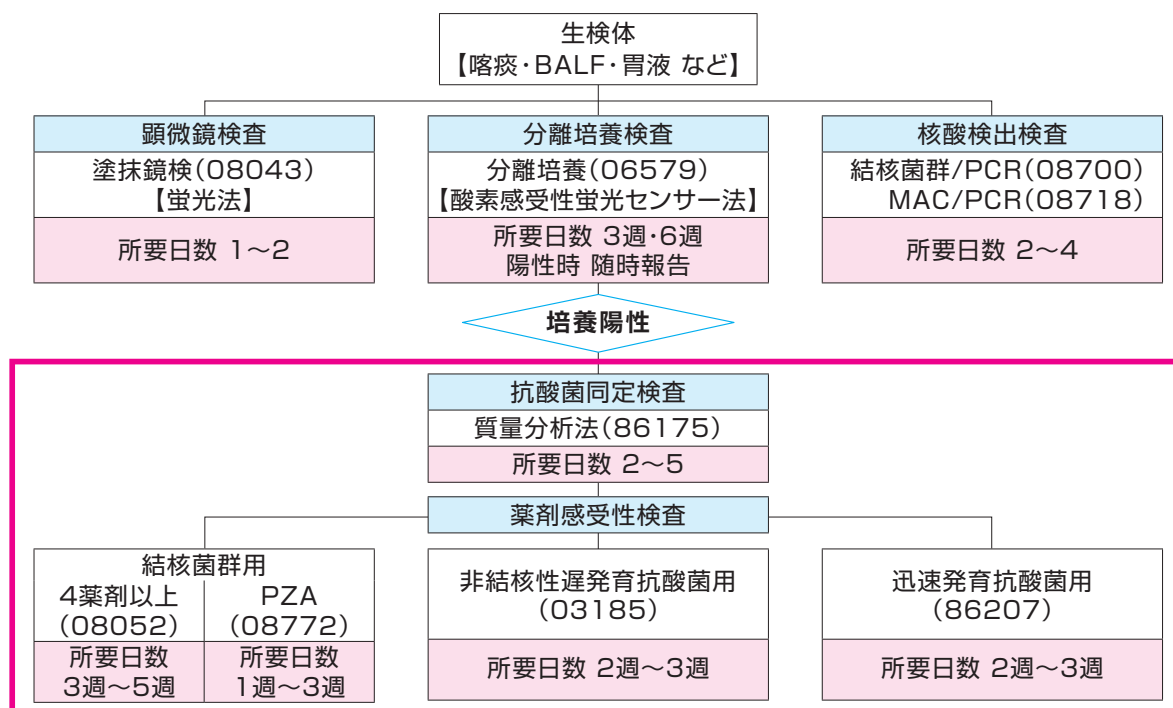 生検体
【喀痰・BALF・胃液 など】
顕微鏡検査
塗抹鏡検(08043)
【蛍光法】
所要日数 1～2
分離培養検査
分離培養(06579)
【酸素感受性蛍光センサー法】
所要日数 3週・6週
陽性時 随時報告
核酸検出検査
結核菌群/PCR(08700)
MAC/PCR(08718)
所要日数 2～4
培養陽性
抗酸菌同定検査
質量分析法(86175)
所要日数 2～5
薬剤感受性検査
結核菌群用
4薬剤以上
(08052)
所要日数
3週～5週
PZA
(08772)
所要日数
1週～3週
非結核性遅発育抗酸菌用
(03185)
所要日数 2週～3週
迅速発育抗酸菌用
(86207)
所要日数 2週～3週